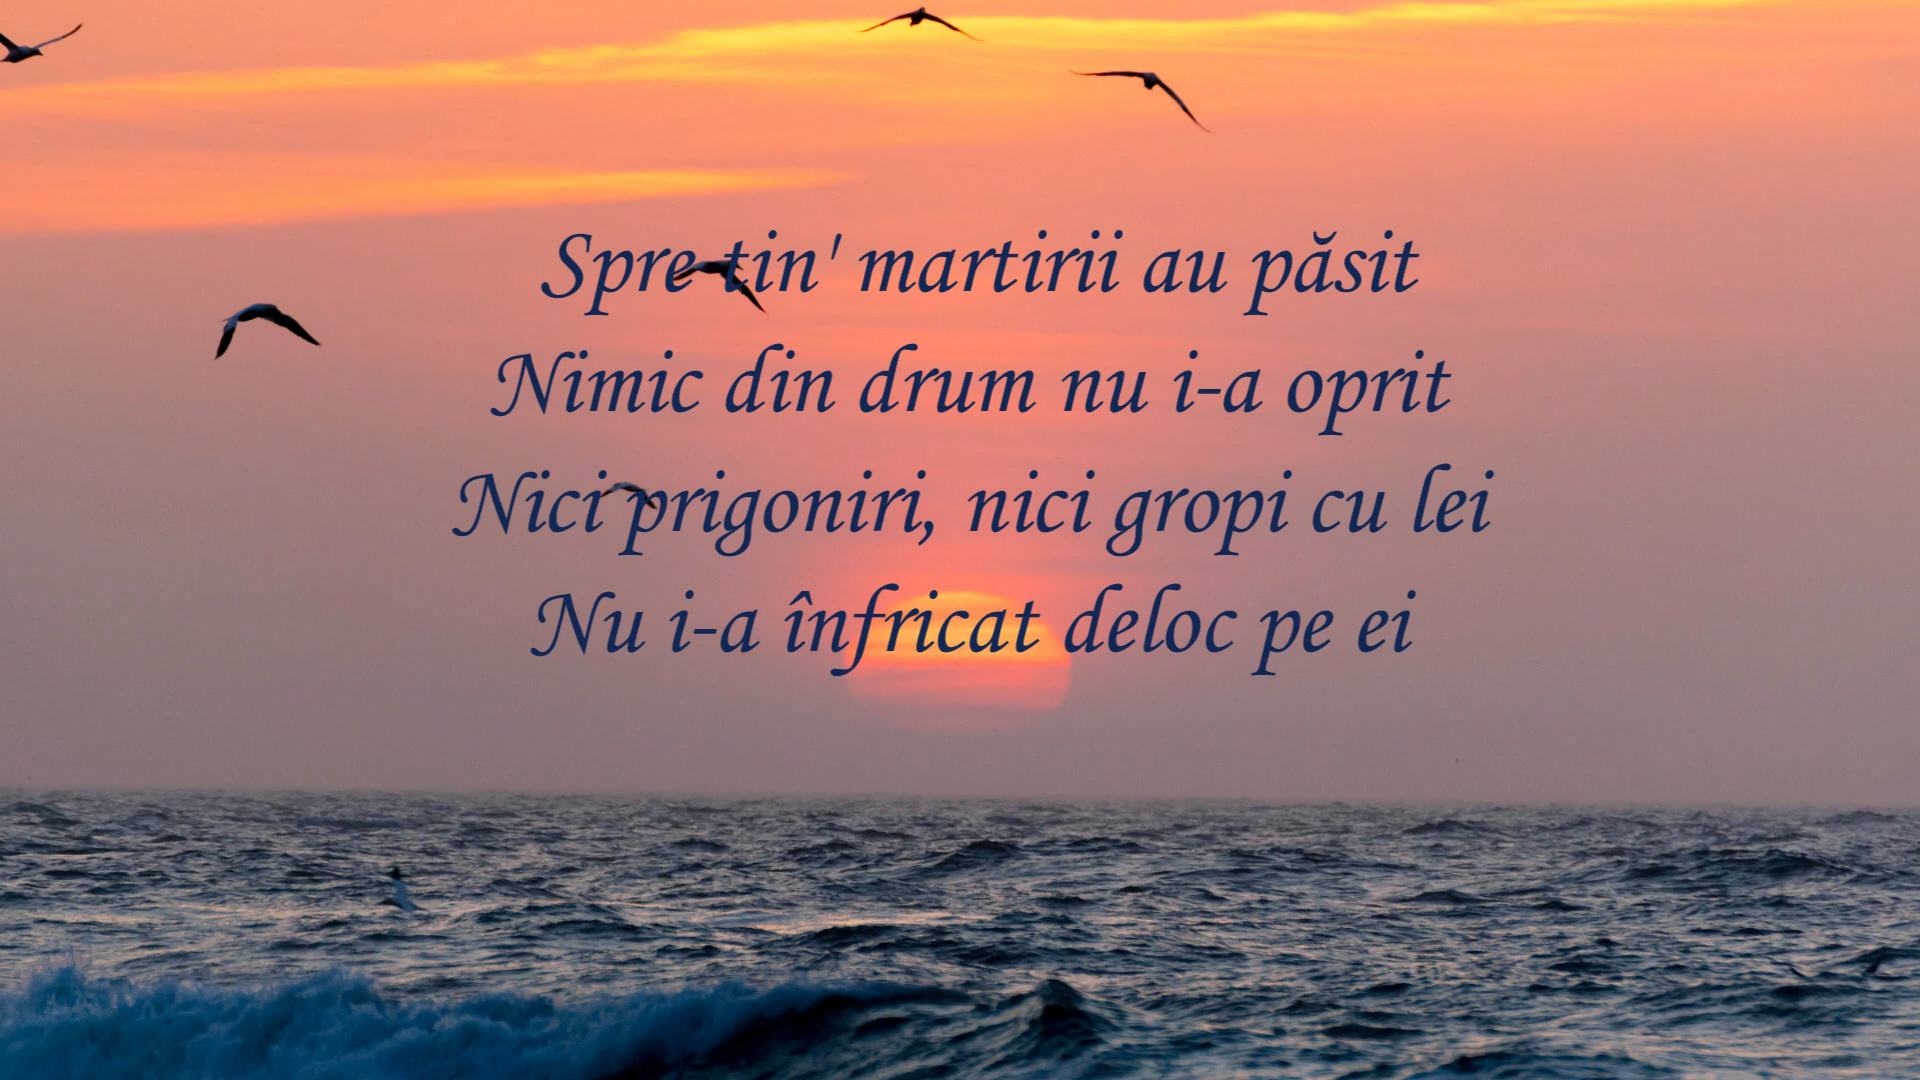 Spre tin' martirii au păsit
Nimic din drum nu i-a oprit
Nici prigoniri, nici gropi cu lei
Nu i-a înfricat deloc pe ei